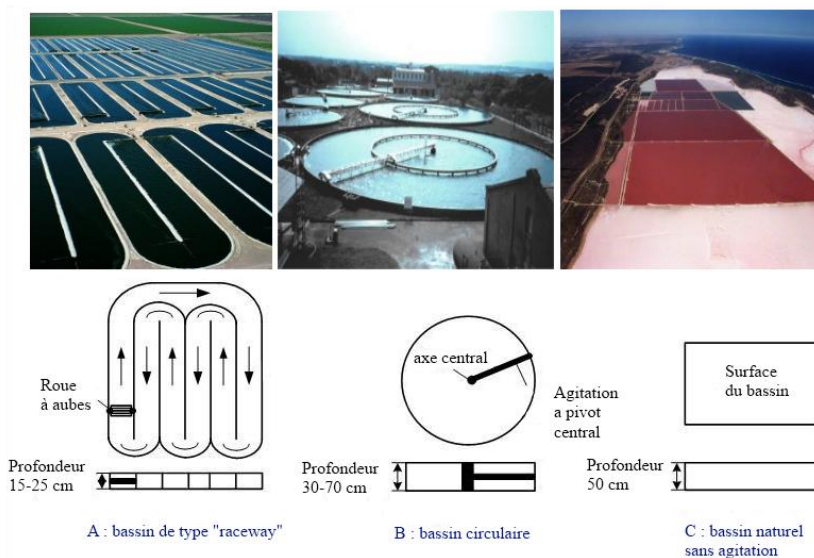 Roue
à aubes
Profondeur
15-25 cm
A : bassin de type "raceway"
axe central
Agitation
a pivot
central
Profondeur
30-70 cm
B : bassin circulaire
Surface
du bassin
Profondeur
50 cm
C : bassin naturel
sans agitation